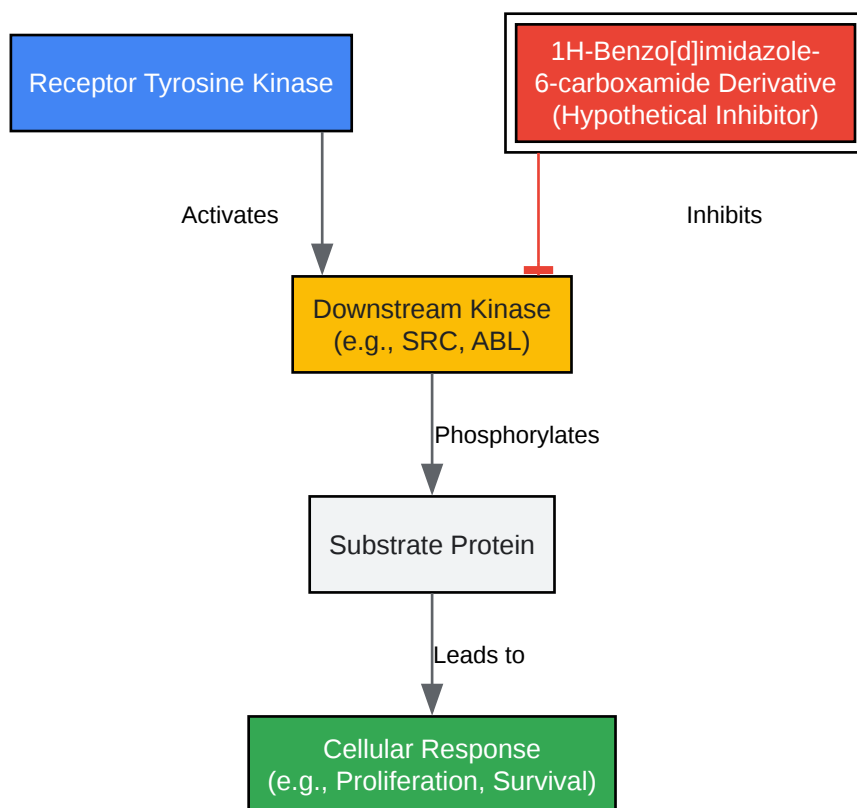 Receptor Tyrosine Kinase
1H-Benzo[d]imidazole-
6-carboxamide Derivative
(Hypothetical Inhibitor)
Activates
Inhibits
Downstream Kinase
(e.g., SRC, ABL)
Phosphorylates
Substrate Protein
Leads to
Cellular Response
(e.g., Proliferation, Survival)